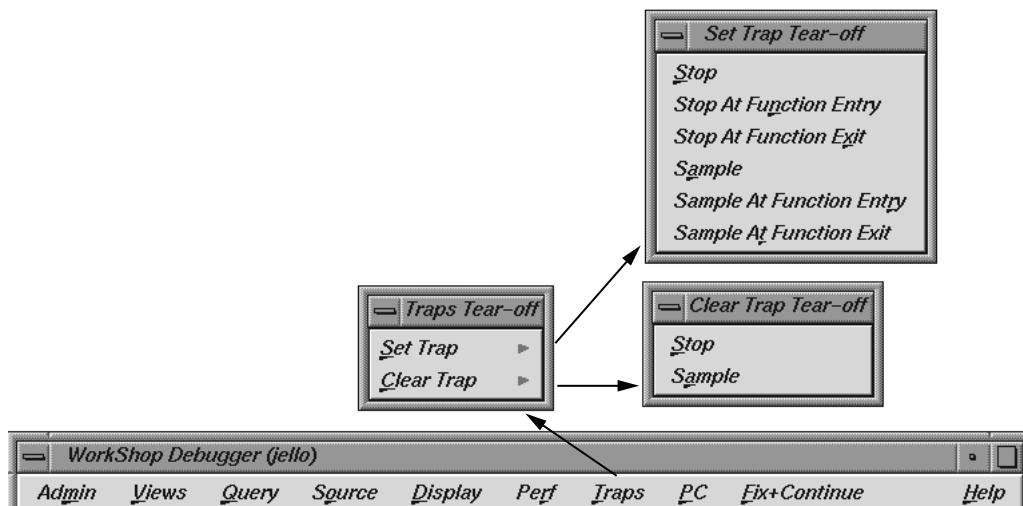 Set Trap Tear-off
Stop
Stop At Function Entry
Stop At Function Exit
Sample
Sample At Function Entry
Sample At Function Exit
Traps Tear-off
Set Trap
Clear Trap
Clear Trap Tear-off
Stop
Sample
WorkShop Debugger (jello)
Admin Views Query Source Display Perf Traps PC Fix+Continue Help